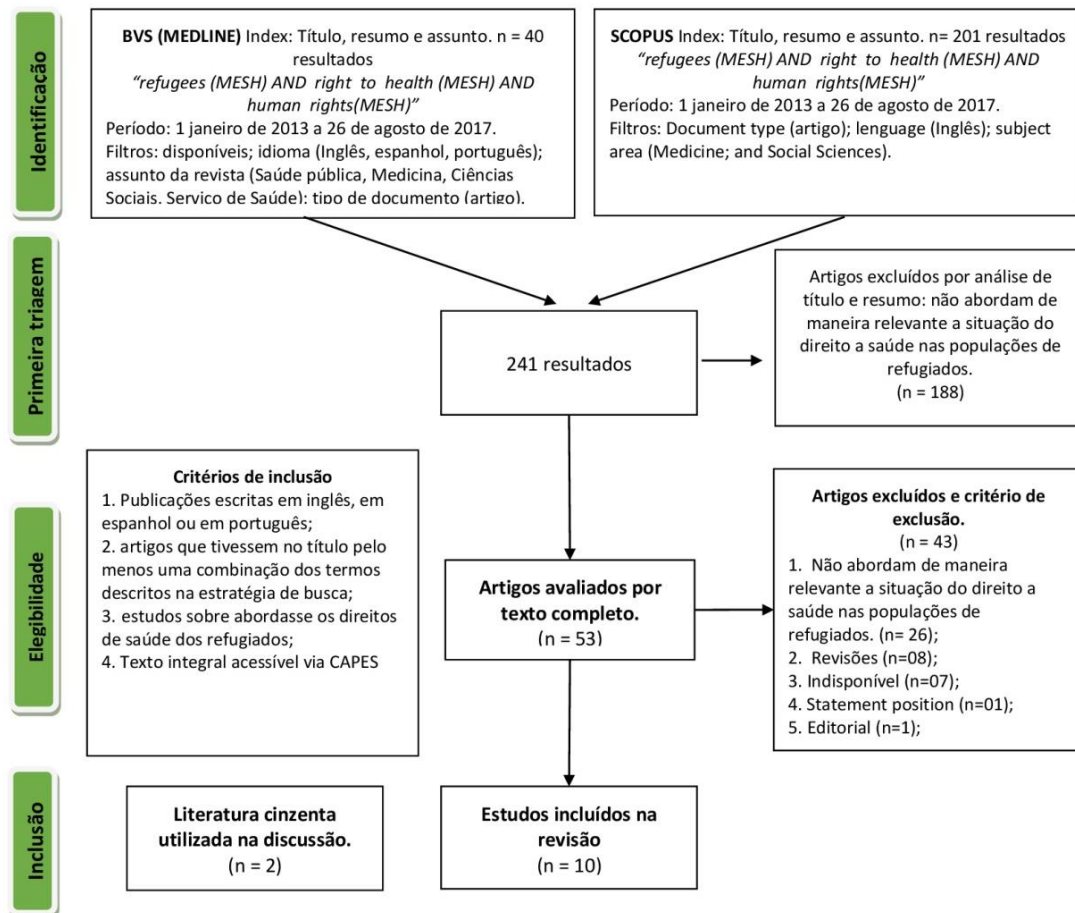 Identificação
BVS (MEDLINE) Index: Título, resumo e assunto. n = 40
resultados
“refugees (MESH) AND right to health (MESH) AND
human rights(MESH)”
Período: 1 janeiro de 2013 a 26 de agosto de 2017.
Filtros: disponíveis; idioma (Inglês, espanhol, português);
assunto da revista (Saúde pública, Medicina, Ciências
Sociais, Serviço de Saúde); tipo de documento (artigo).
SCOPUS Index: Título, resumo e assunto. n= 201 resultados
“refugees (MESH) AND right to health (MESH) AND
human rights(MESH)”
Período: 1 janeiro de 2013 a 26 de agosto de 2017.
Filtros: Document type (artigo); lenguage (Inglês); subject
area (Medicine; and Social Sciences).
Primeira triagem
241 resultados
Artigos excluídos por análise de
título e resumo: não abordam de
maneira relevante a situação do
direito a saúde nas populações de
refugiados.
(n = 188)
Elegibilidade
Critérios de inclusão
1. Publicações escritas em inglês, em
espanhol ou em português;
2. artigos que tivessem no título pelo
menos uma combinação dos termos
descritos na estratégia de busca;
3. estudos sobre abordasse os direitos
de saúde dos refugiados;
4. Texto integral acessível via CAPES
Artigos avaliados por
texto completo.
(n = 53)
Artigos excluídos e critério de
exclusão.
(n = 43)
1. Não abordam de maneira
relevante a situação do direito a
saúde nas populações de
refugiados. (n= 26);
2. Revisões (n=08);
3. Indisponível (n=07);
4. Statement position (n=01);
5. Editorial (n=1);
Inclusão
Literatura cinzenta
utilizada na discussão.
(n = 2)
Estudos incluídos na
revisão
(n = 10)